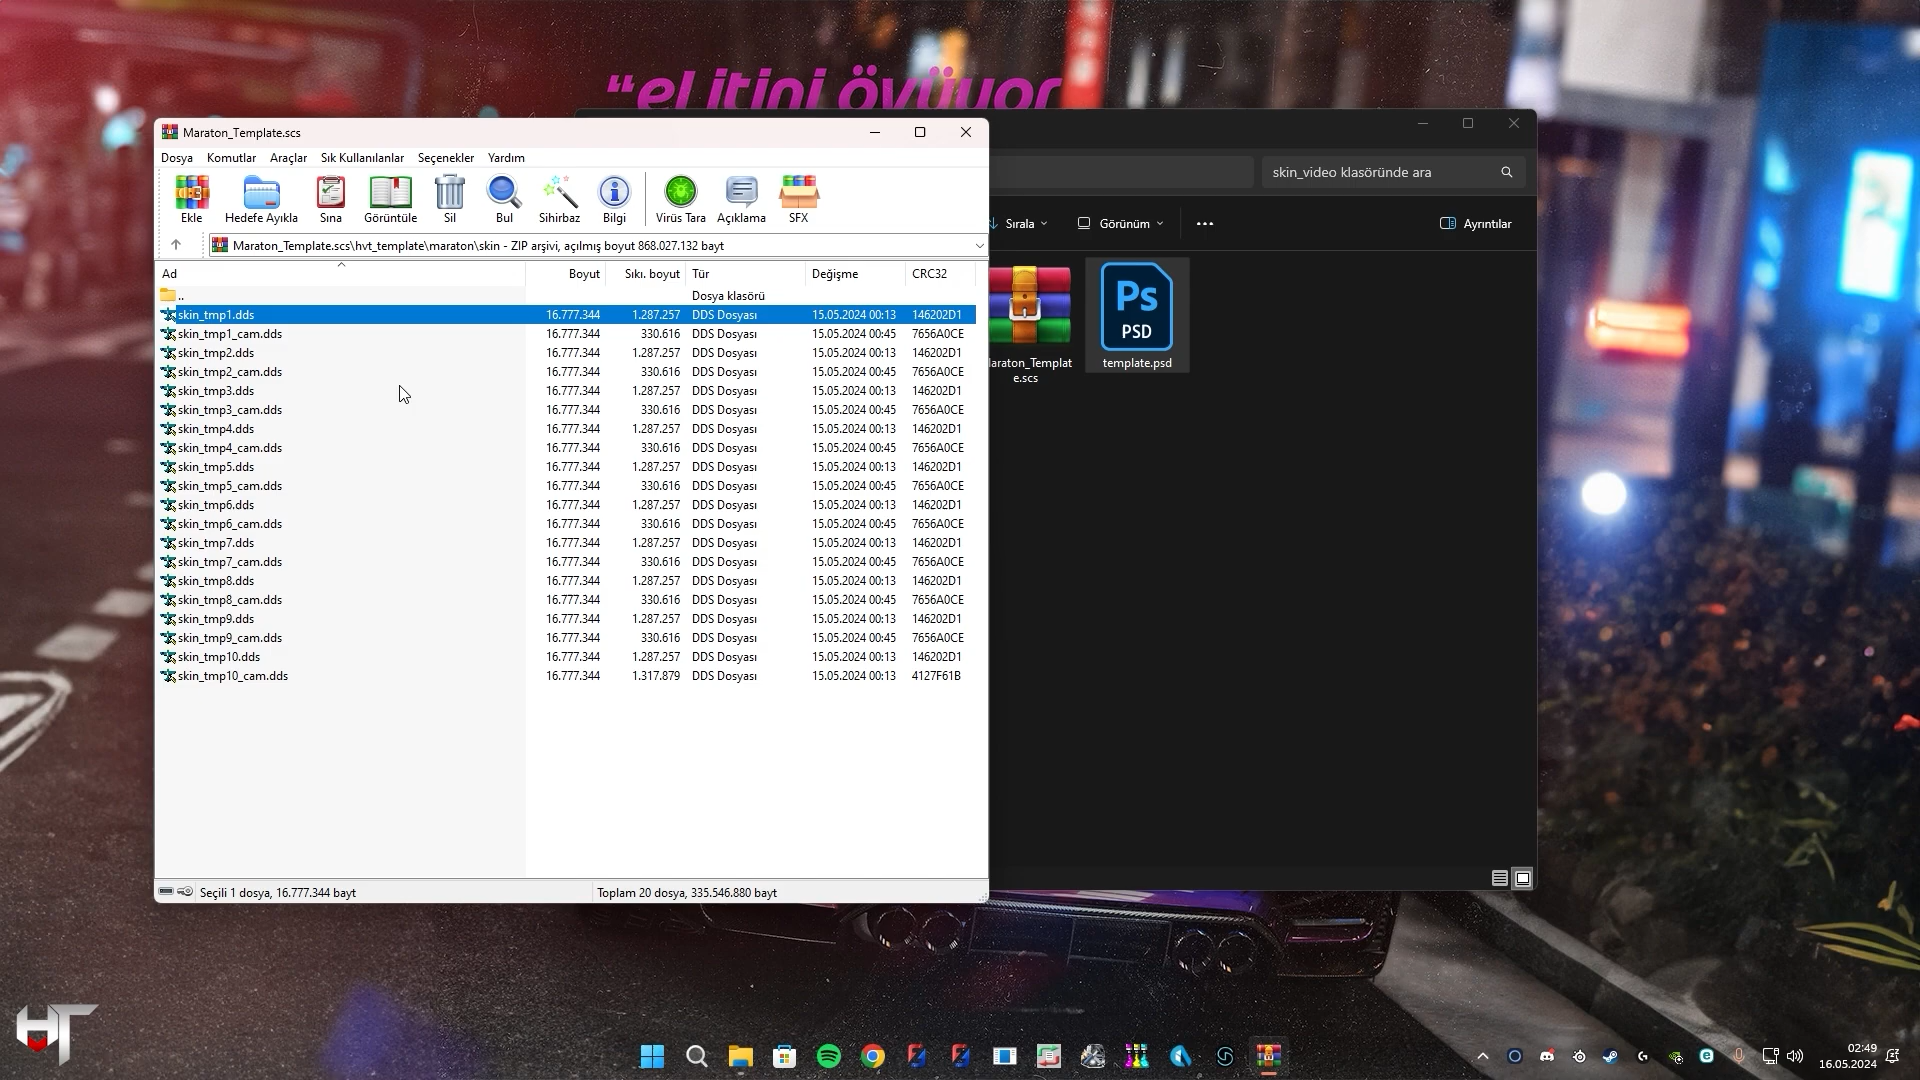 “el itini övüyor
Maraton_Template.scs
Dosya Komutlar Araçlar Sık Kullanılanlar Seçenekler Yardım
Ekle Hedefe Ayıkla Sına Görüntüle Sil Bul Sihirbaz Bilgi Virüs Tara Açıklama SFX
Maraton_Template.scs\hvt_template\maraton\skin - ZIP arşivi, açılmış boyut 868.027.132 bayt
Ad Boyut Sıkı. boyut Tür Değişme CRC32
.. Dosya klasörü
skin_tmp1.dds 16.777.344 1.287.257 DDS Dosyası 15.05.2024 00:13 146202D1
skin_tmp1_cam.dds 16.777.344 330.616 DDS Dosyası 15.05.2024 00:45 7656A0CE
skin_tmp2.dds 16.777.344 1.287.257 DDS Dosyası 15.05.2024 00:13 146202D1
skin_tmp2_cam.dds 16.777.344 330.616 DDS Dosyası 15.05.2024 00:45 7656A0CE
skin_tmp3.dds 16.777.344 1.287.257 DDS Dosyası 15.05.2024 00:13 146202D1
skin_tmp3_cam.dds 16.777.344 330.616 DDS Dosyası 15.05.2024 00:45 7656A0CE
skin_tmp4.dds 16.777.344 1.287.257 DDS Dosyası 15.05.2024 00:13 146202D1
skin_tmp4_cam.dds 16.777.344 330.616 DDS Dosyası 15.05.2024 00:45 7656A0CE
skin_tmp5.dds 16.777.344 1.287.257 DDS Dosyası 15.05.2024 00:13 146202D1
skin_tmp5_cam.dds 16.777.344 330.616 DDS Dosyası 15.05.2024 00:45 7656A0CE
skin_tmp6.dds 16.777.344 1.287.257 DDS Dosyası 15.05.2024 00:13 146202D1
skin_tmp6_cam.dds 16.777.344 330.616 DDS Dosyası 15.05.2024 00:45 7656A0CE
skin_tmp7.dds 16.777.344 1.287.257 DDS Dosyası 15.05.2024 00:13 146202D1
skin_tmp7_cam.dds 16.777.344 330.616 DDS Dosyası 15.05.2024 00:45 7656A0CE
skin_tmp8.dds 16.777.344 1.287.257 DDS Dosyası 15.05.2024 00:13 146202D1
skin_tmp8_cam.dds 16.777.344 330.616 DDS Dosyası 15.05.2024 00:45 7656A0CE
skin_tmp9.dds 16.777.344 1.287.257 DDS Dosyası 15.05.2024 00:13 146202D1
skin_tmp9_cam.dds 16.777.344 330.616 DDS Dosyası 15.05.2024 00:45 7656A0CE
skin_tmp10.dds 16.777.344 1.287.257 DDS Dosyası 15.05.2024 00:13 146202D1
skin_tmp10_cam.dds 16.777.344 1.317.879 DDS Dosyası 15.05.2024 00:13 4127F61B
Seçili 1 dosya, 16.777.344 bayt Toplam 20 dosya, 335.546.880 bayt
skin_video klasöründe ara
Sırala Görünüm Ayrıntılar
Ps
PSD
araton_Templat
e.scs
template.psd
HT
02:49
16.05.2024